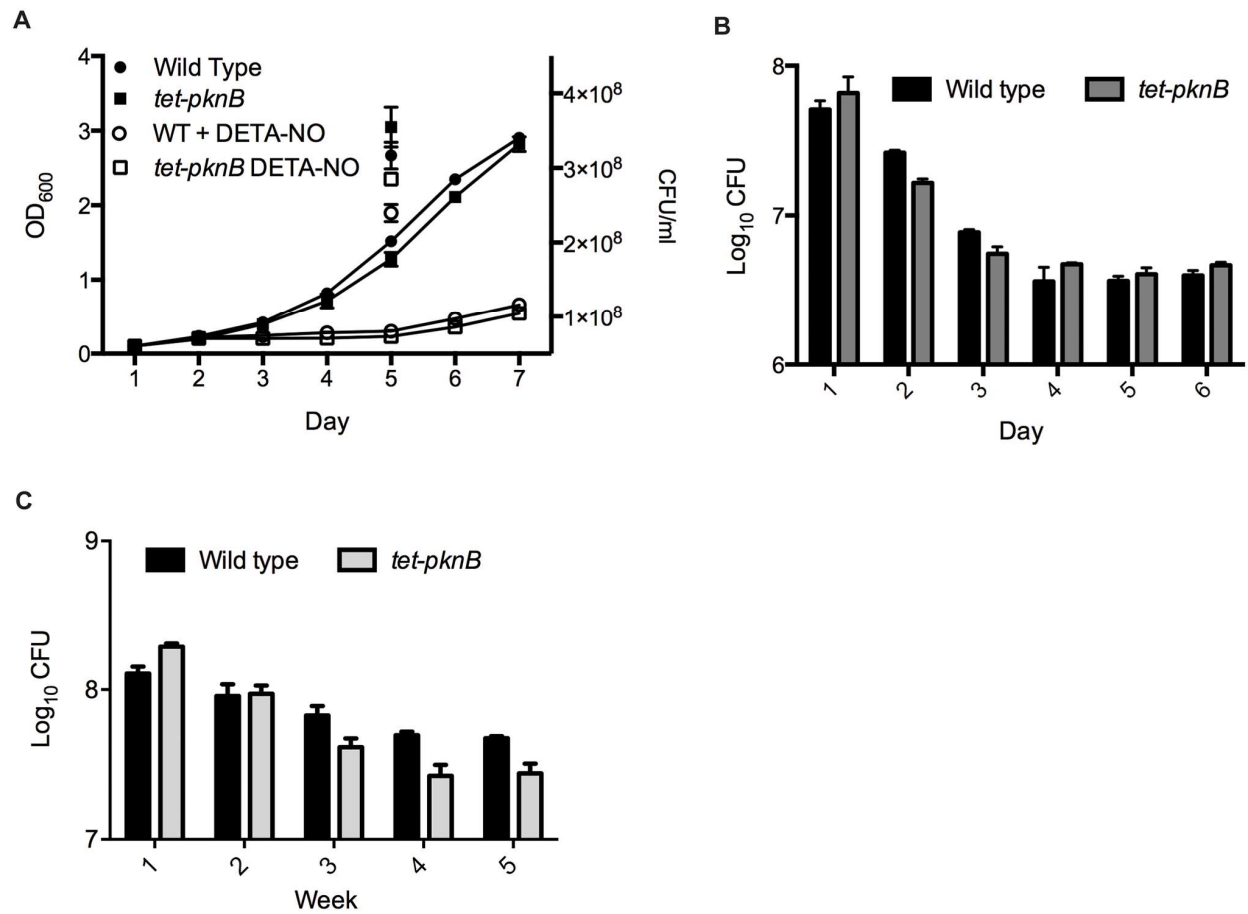 A
4
3
2
1
0
Wild Type
tet-pknB
WT + DETA-NO
tet-pknB DETA-NO
4×10⁸
3×10⁸
2×10⁸
1×10⁸
OD₆₀₀
CFU/ml
1 2 3 4 5 6 7
Day
B
8
7
6
Wild type tet-pknB
Log₁₀ CFU
1 2 3 4 5 6
Day
C
9
8
7
Wild type tet-pknB
Log₁₀ CFU
1 2 3 4 5
Week